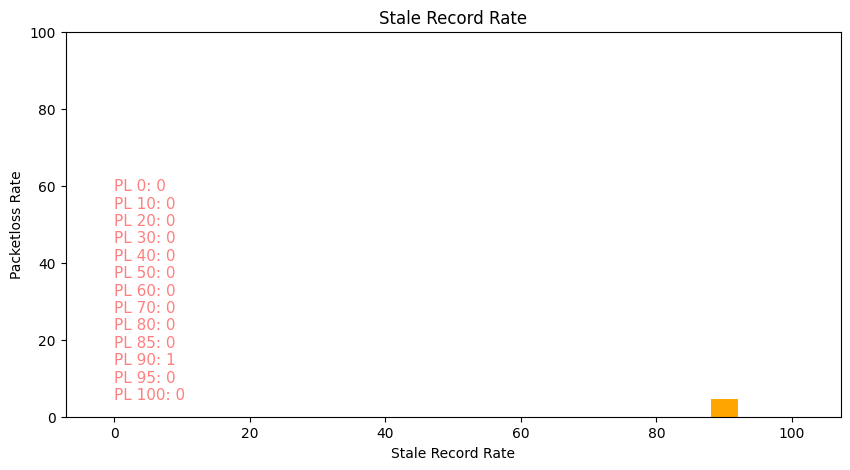 Stale Record Rate
100
80
60
40
20
0
Packetloss Rate
PL 0: 0
PL 10: 0
PL 20: 0
PL 30: 0
PL 40: 0
PL 50: 0
PL 60: 0
PL 70: 0
PL 80: 0
PL 85: 0
PL 90: 1
PL 95: 0
PL 100: 0
0 20 40 60 80 100
Stale Record Rate